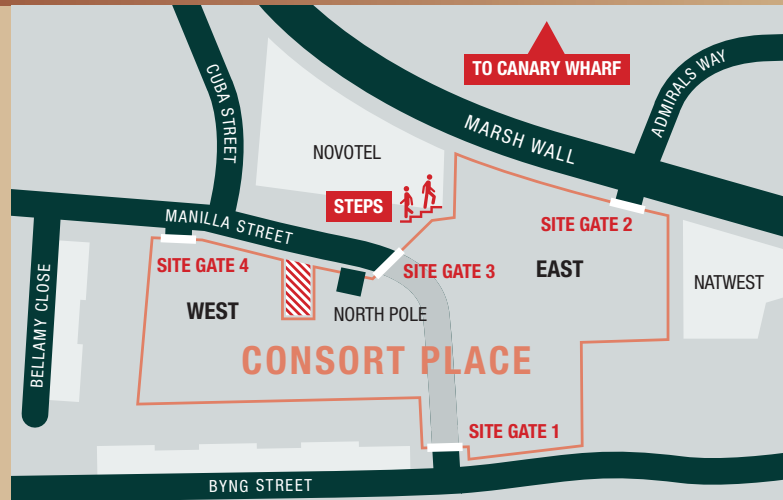 TO CANARY WHARF
ADMIRALS WAY
CUBA STREET
MARSH WALL
NOVOTEL
STEPS
MANILLA STREET
SITE GATE 2
SITE GATE 4
SITE GATE 3
EAST
NATWEST
WEST
NORTH POLE
BELLAMY CLOSE
CONSORT PLACE
SITE GATE 1
BYNG STREET